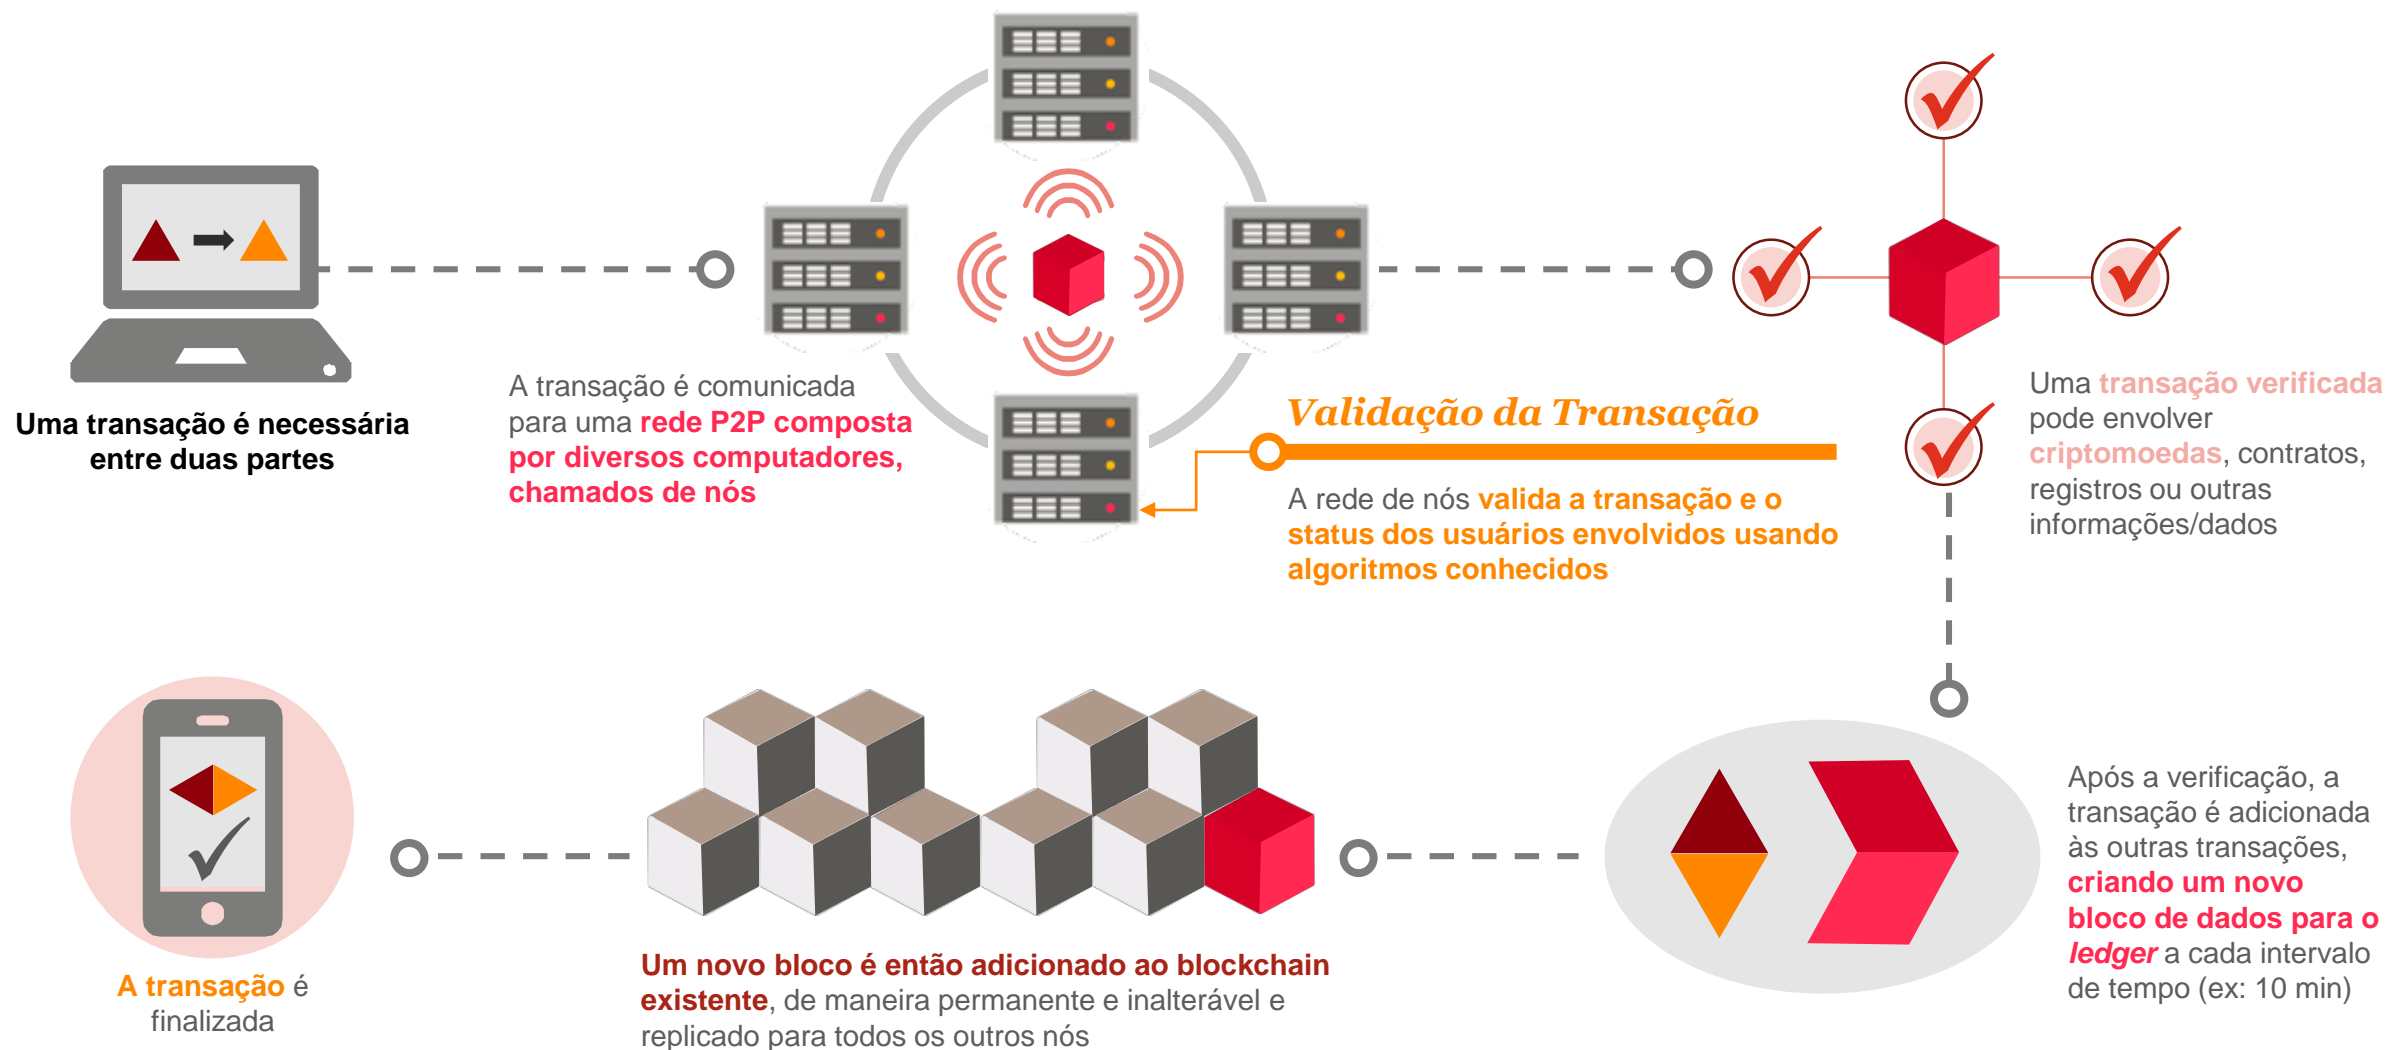 Uma transação é necessária
entre duas partes
A transação é comunicada
para uma rede P2P composta
por diversos computadores,
chamados de nós
Validação da Transação
A rede de nós valida a transação e o
status dos usuários envolvidos usando
algoritmos conhecidos
Uma transação verificada
pode envolver
criptomoedas, contratos,
registros ou outras
informações/dados
Após a verificação, a
transação é adicionada
às outras transações,
criando um novo
bloco de dados para o
ledger a cada intervalo
de tempo (ex: 10 min)
Um novo bloco é então adicionado ao blockchain
existente, de maneira permanente e inalterável e
replicado para todos os outros nós
A transação é
finalizada